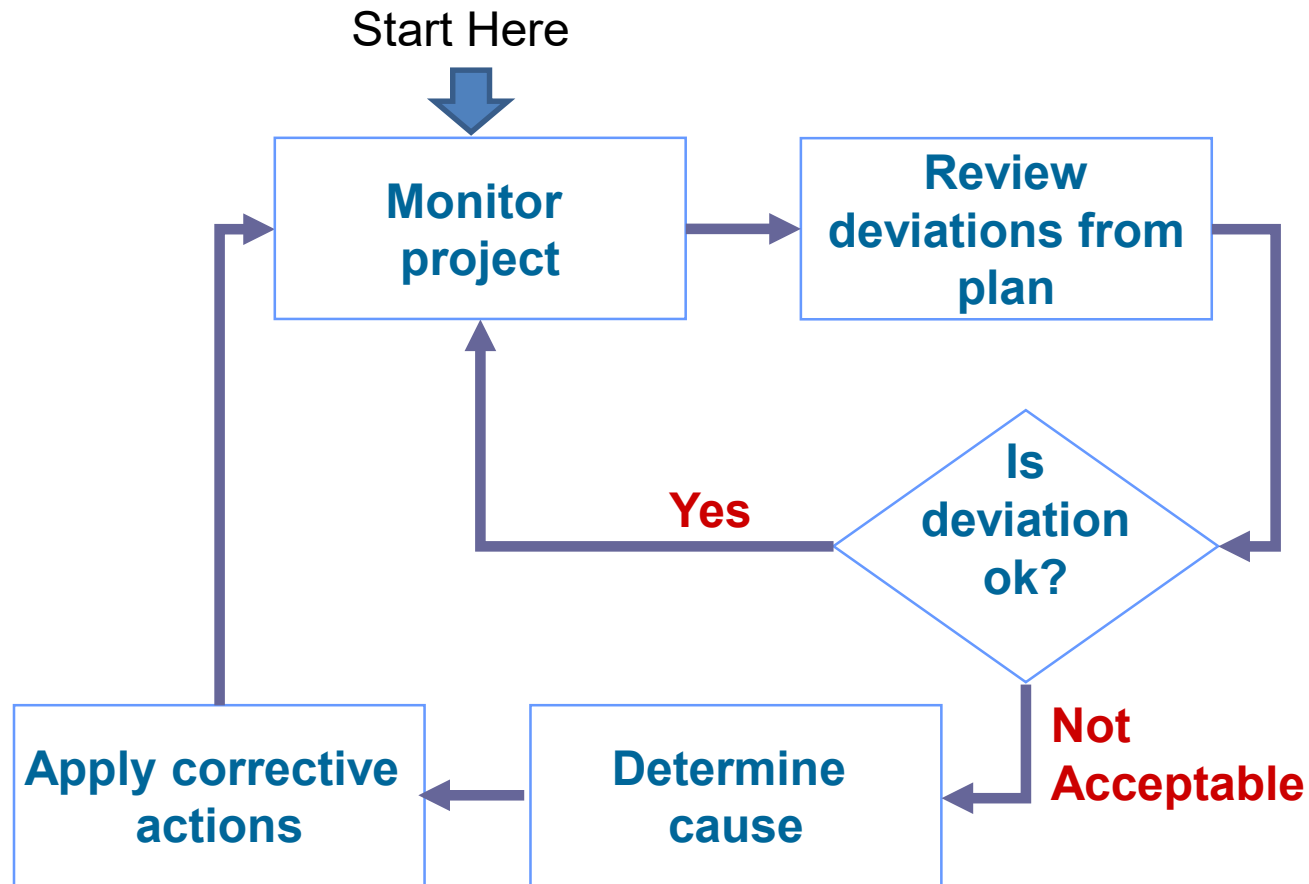 Start Here
Monitor
project
Review
deviations from
plan
Is
deviation
ok?
Yes
Not
Acceptable
Determine
cause
Apply corrective
actions